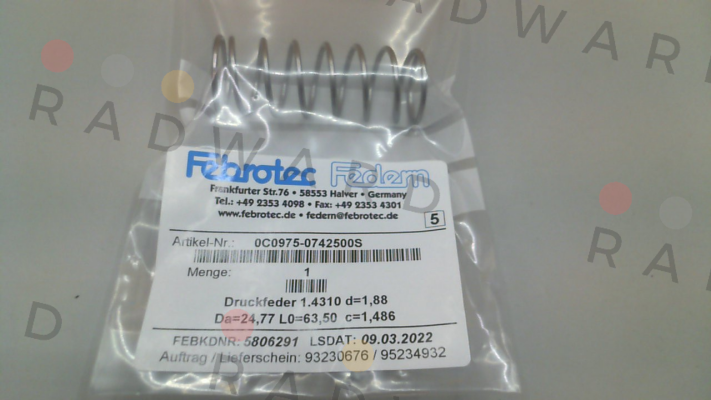 RADWARD
RADWARD
Febrotec Federn
Frankfurter Str.76 • 58553 Halver • Germany
Tel.: +49 2353 4098 • Fax: +49 2353 4301
www.febrotec.de • federn@febrotec.de
5
Artikel-Nr.: 0C0975-0742500S
Menge: 1
Druckfeder 1.4310 d=1,88
Da=24,77 L0=63,50 c=1,486
FEBKDNR: 5806291 LSDAT: 09.03.2022
Auftrag / Lieferschein: 93230676 / 95234932